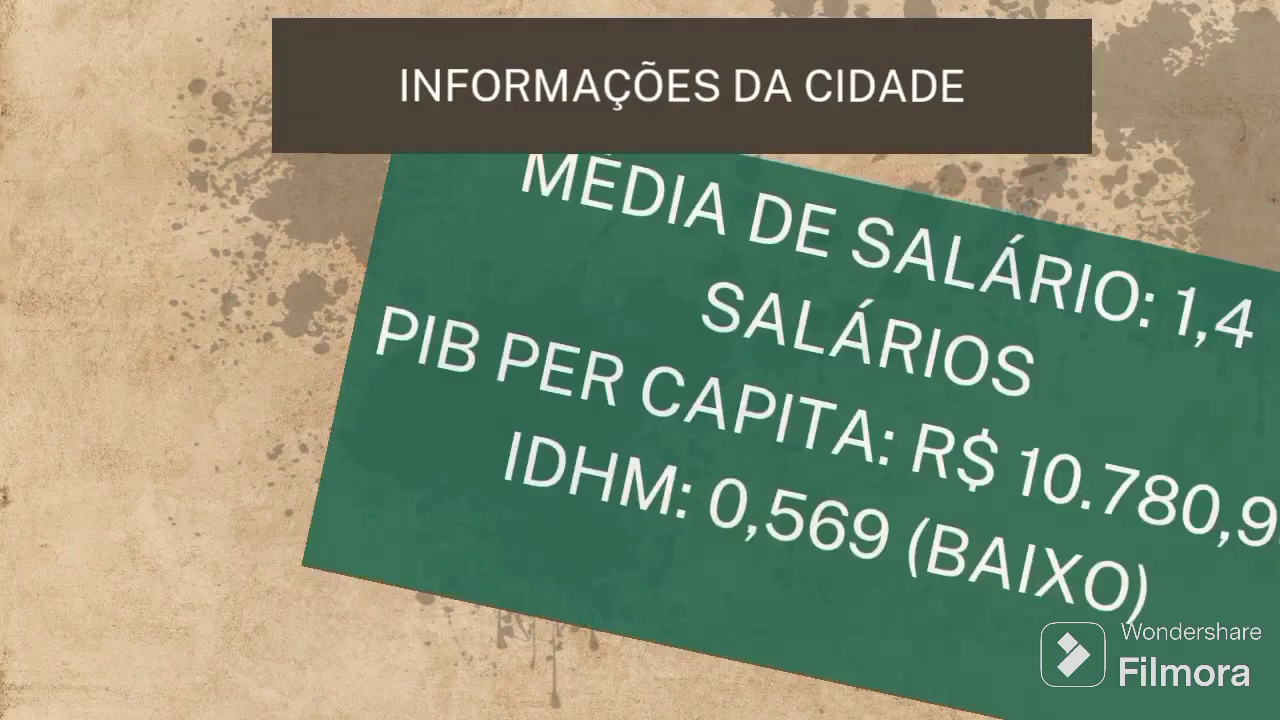 INFORMAÇÕES DA CIDADE
MÉDIA DE SALÁRIO: 1,4
SALÁRIOS
PIB PER CAPITA: R$ 10.780,9
IDHM: 0,569 (BAIXO)
Wondershare
Filmora